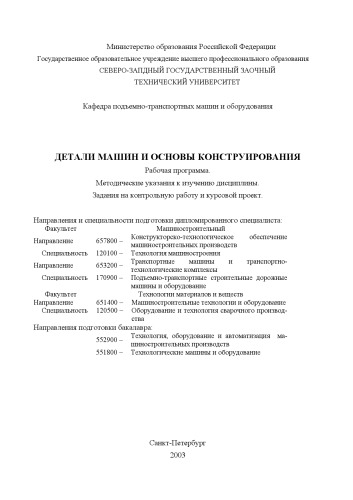 Министерство образования Российской Федерации
Государственное образовательное учреждение высшего профессионального образования
СЕВЕРО-ЗАПДНЫЙ ГОСУДАРСТВЕННЫЙ ЗАОЧНЫЙ
ТЕХНИЧЕСКИЙ УНИВЕРСИТЕТ
Кафедра подъемно-транспортных машин и оборудования
ДЕТАЛИ МАШИН И ОСНОВЫ КОНСТРУИРОВАНИЯ
Рабочая программа.
Методические указания к изучению дисциплины.
Задания на контрольную работу и курсовой проект.
Направления и специальности подготовки дипломированного специалиста:
Факультет Машиностроительный
Направление 657800 – Конструкторско-технологическое обеспечение
машиностроительных производств
Специальность 120100 – Технология машиностроения
Направление 653200 – Транспортные машины и транспортно-
технологические комплексы
Специальность 170900 – Подъемно-транспортные строительные дорожные
машины и оборудование
Факультет Технологии материалов и веществ
Направление 651400 – Машиностроительные технологии и оборудование
Специальность 120500 – Оборудование и технология сварочного производ-
ства
Направления подготовки бакалавра:
552900 – Технология, оборудование и автоматизация ма-
шиностроительных производств
551800 – Технологические машины и оборудование
Санкт-Петербург
2003